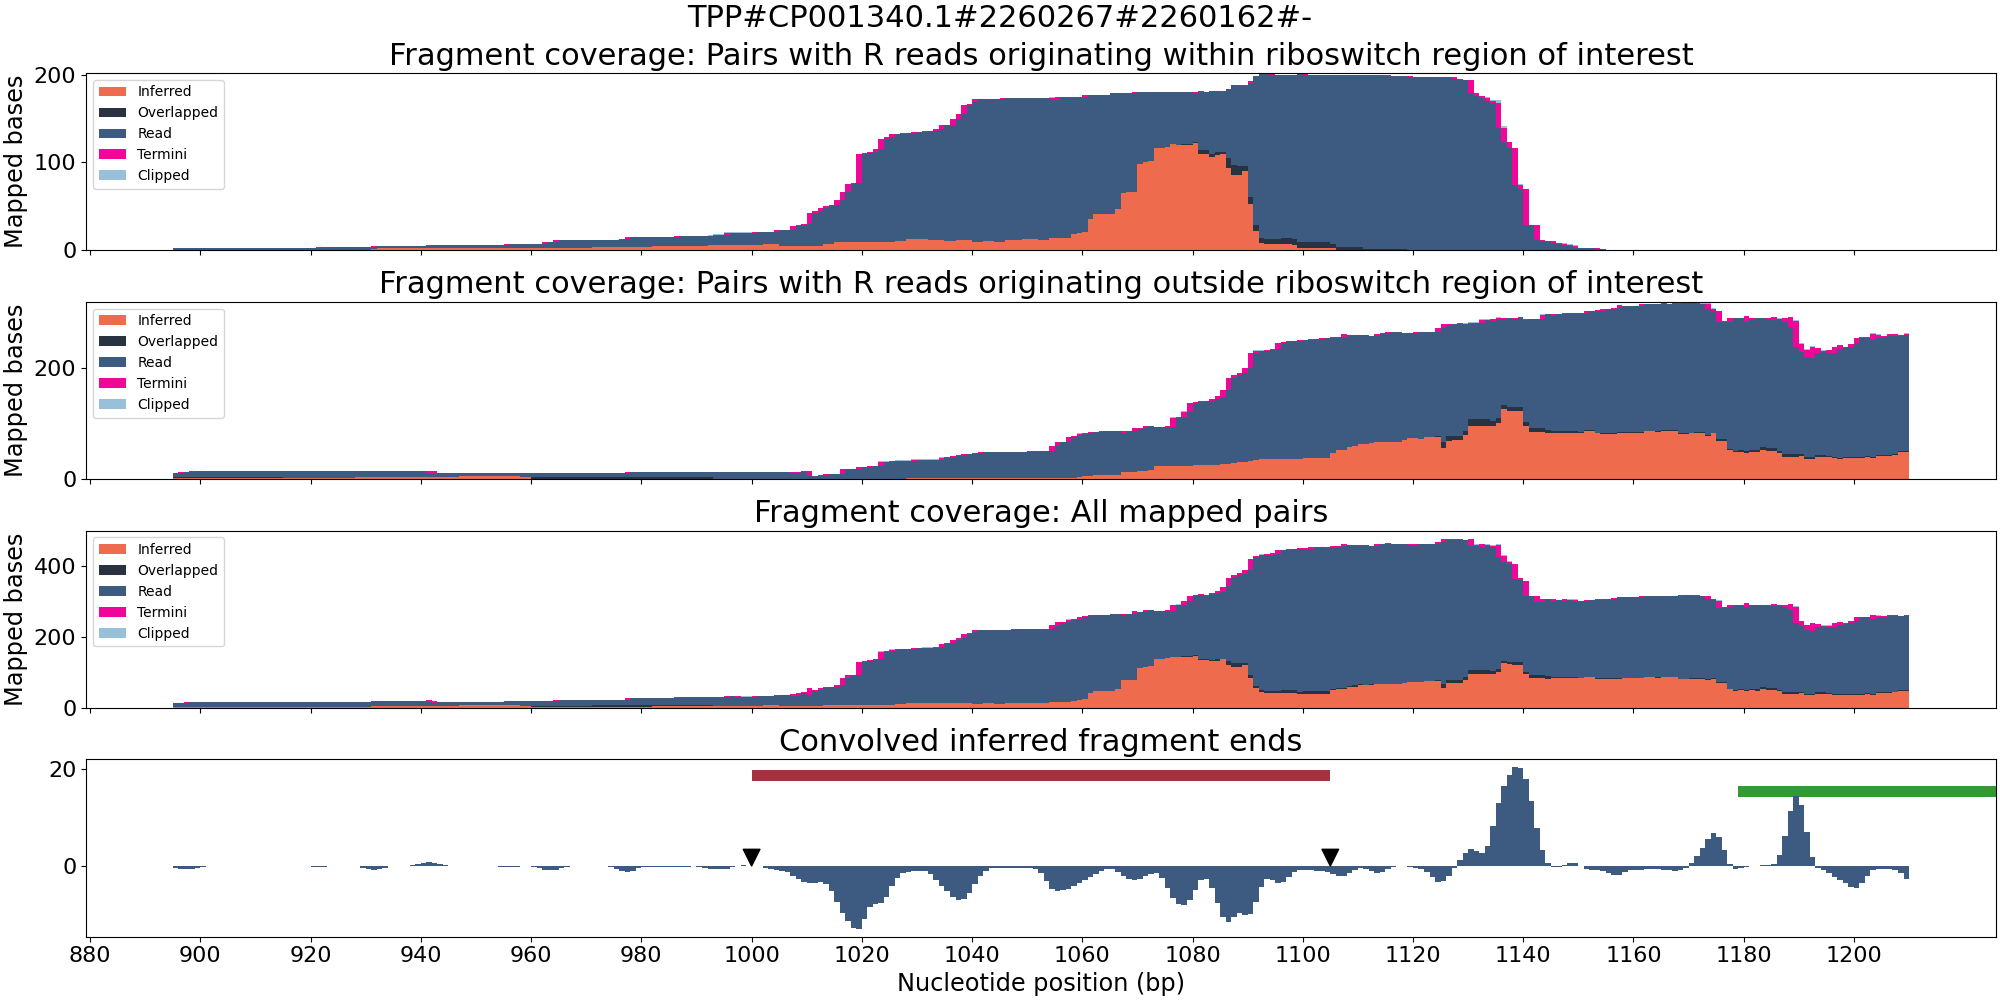 TPP#CP001340.1#2260267#2260162#-
Fragment coverage: Pairs with R reads originating within riboswitch region of interest
Mapped bases
200
100
0
Inferred
Overlapped
Read
Termini
Clipped
Fragment coverage: Pairs with R reads originating outside riboswitch region of interest
Mapped bases
200
0
Inferred
Overlapped
Read
Termini
Clipped
Fragment coverage: All mapped pairs
Mapped bases
400
200
0
Inferred
Overlapped
Read
Termini
Clipped
Convolved inferred fragment ends
20
0
880 900 920 940 960 980 1000 1020 1040 1060 1080 1100 1120 1140 1160 1180 1200
Nucleotide position (bp)